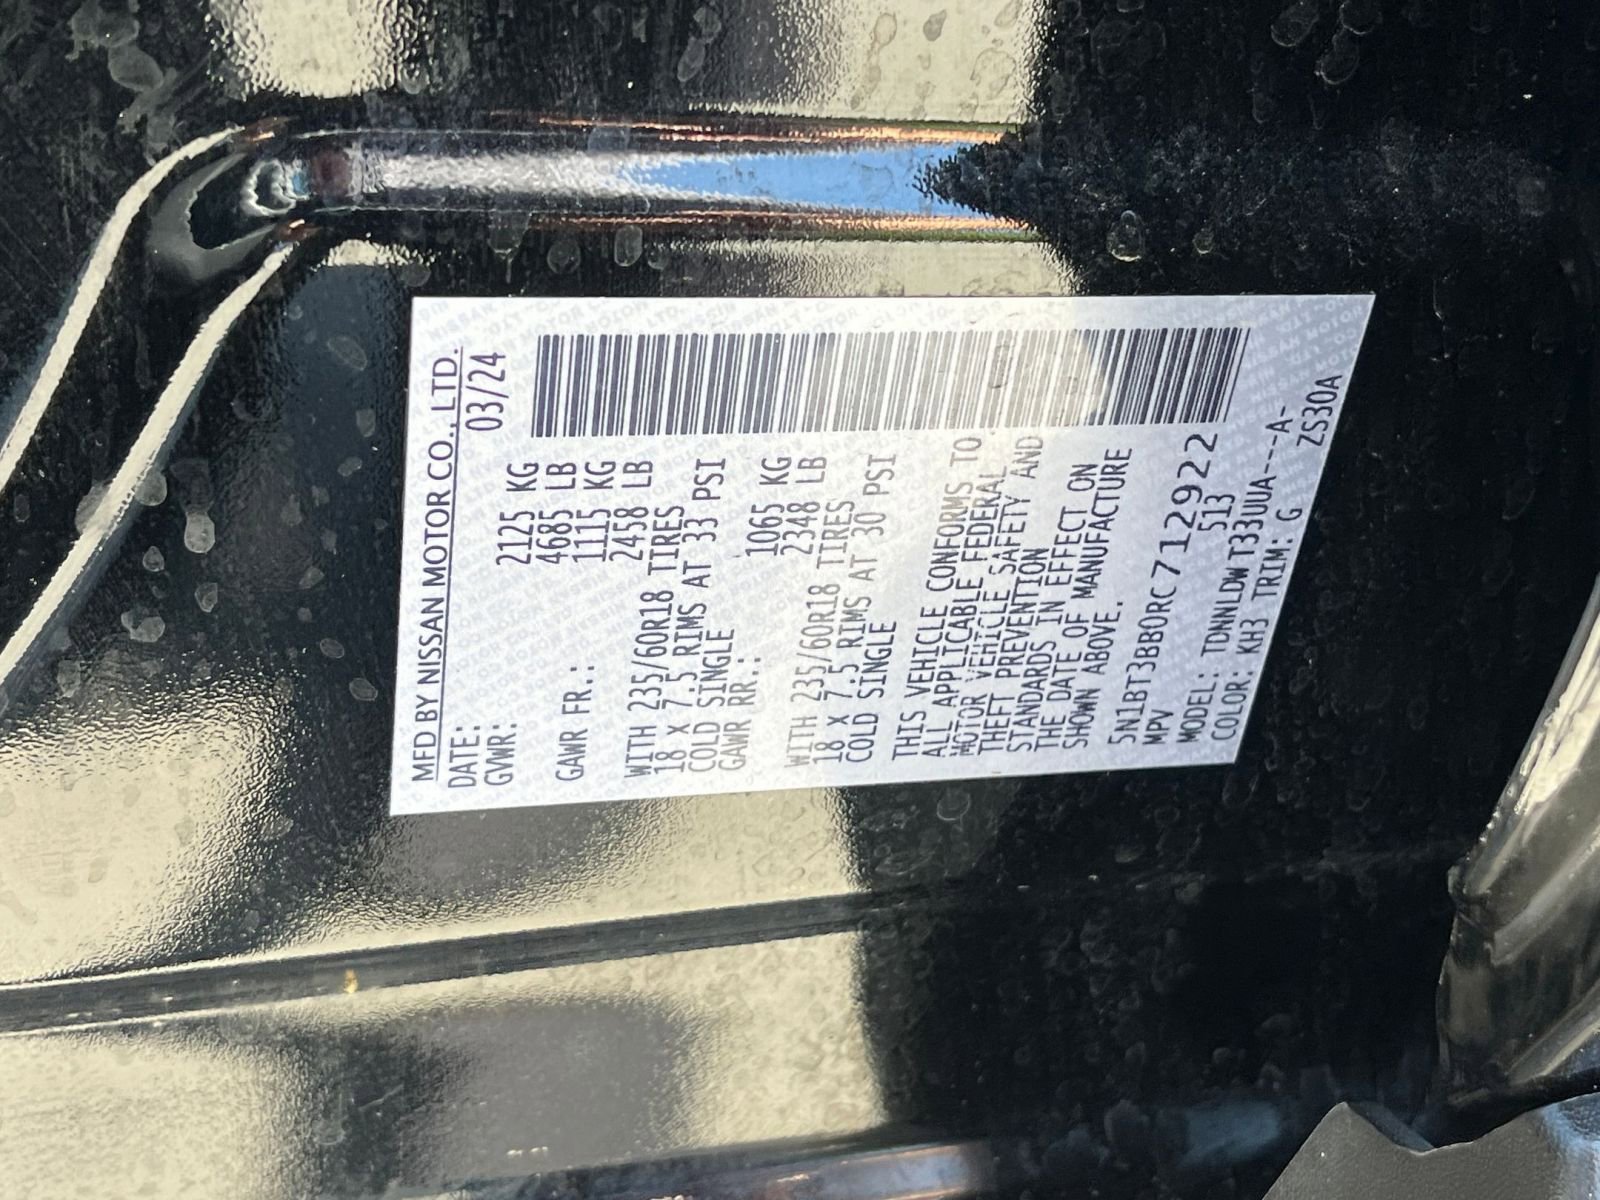 MFD BY NISSAN MOTOR CO., LTD.
DATE: 03/24
GVWR: 2125 KG
4685 LB
GAWR FR.: 1115 KG
2458 LB
WITH 235/60R18 TIRES
18 X 7.5 RIMS AT 33 PSI
COLD SINGLE
GAWR RR.: 1065 KG
2348 LB
WITH 235/60R18 TIRES
18 X 7.5 RIMS AT 30 PSI
COLD SINGLE
THIS VEHICLE CONFORMS TO
ALL APPLICABLE FEDERAL
MOTOR VEHICLE SAFETY AND
THEFT PREVENTION
STANDARDS IN EFFECT ON
THE DATE OF MANUFACTURE
SHOWN ABOVE.
5N1BT3BB0RC712922
MPV 513
MODEL: TDNNLDW T33UUA---A-
COLOR: KH3 TRIM: G ZS30A